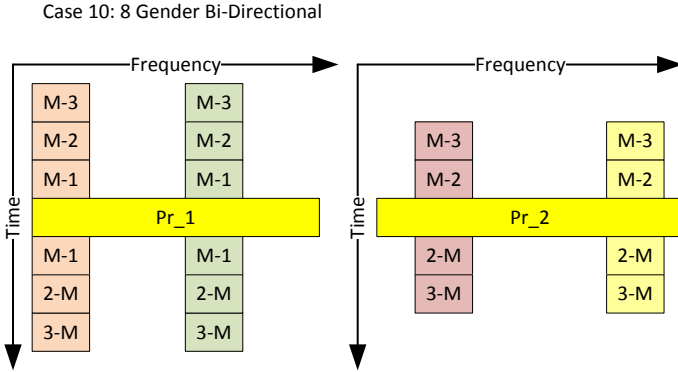 Case 10: 8 Gender Bi-Directional
Frequency
Time
M-3 M-3
M-2 M-2
M-1 M-1
Pr_1
M-1 M-1
2-M 2-M
3-M 3-M
Frequency
Time
M-3 M-3
M-2 M-2
Pr_2
2-M 2-M
3-M 3-M